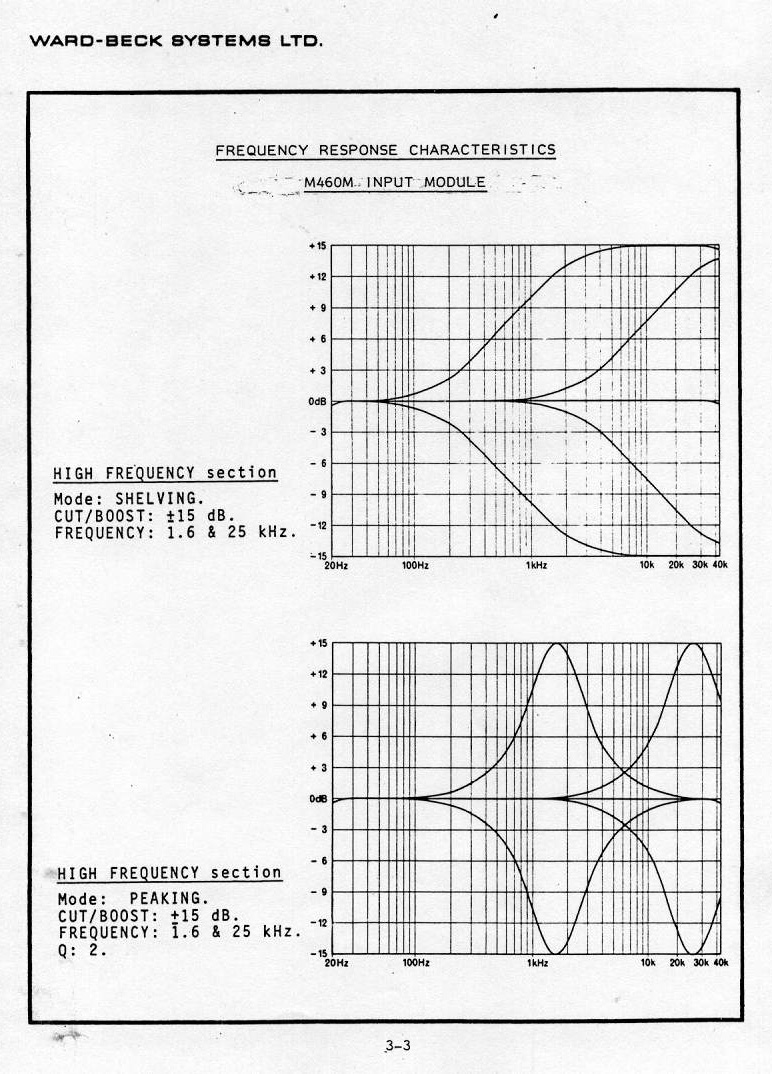 WARD-BECK SYSTEMS LTD.
FREQUENCY RESPONSE CHARACTERISTICS
M460M INPUT MODULE
+15
+12
+ 9
+ 6
+ 3
0dB
- 3
- 6
- 9
-12
-15
20Hz 100Hz 1kHz 10k 20k 30k 40k
HIGH FREQUENCY section
Mode: SHELVING.
CUT/BOOST: ±15 dB.
FREQUENCY: 1.6 & 25 kHz.
+15
+12
+ 9
+ 6
+ 3
0dB
- 3
- 6
- 9
-12
-15
20Hz 100Hz 1kHz 10k 20k 30k 40k
HIGH FREQUENCY section
Mode: PEAKING.
CUT/BOOST: ±15 dB.
FREQUENCY: 1.6 & 25 kHz.
Q: 2.
3-3